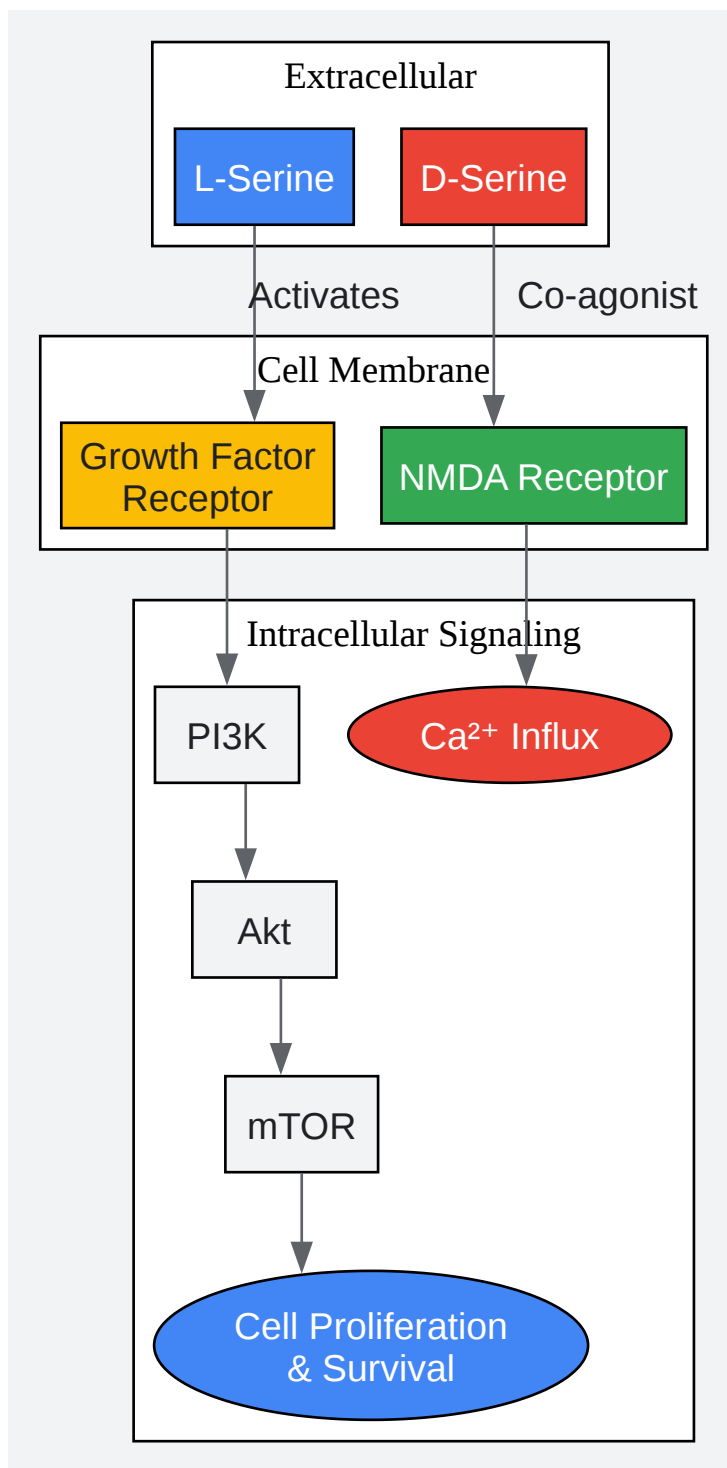 Extracellular
L-Serine
D-Serine
Activates
Co-agonist
Cell Membrane
Growth Factor
Receptor
NMDA Receptor
Intracellular Signaling
PI3K
Ca²⁺ Influx
Akt
mTOR
Cell Proliferation
& Survival